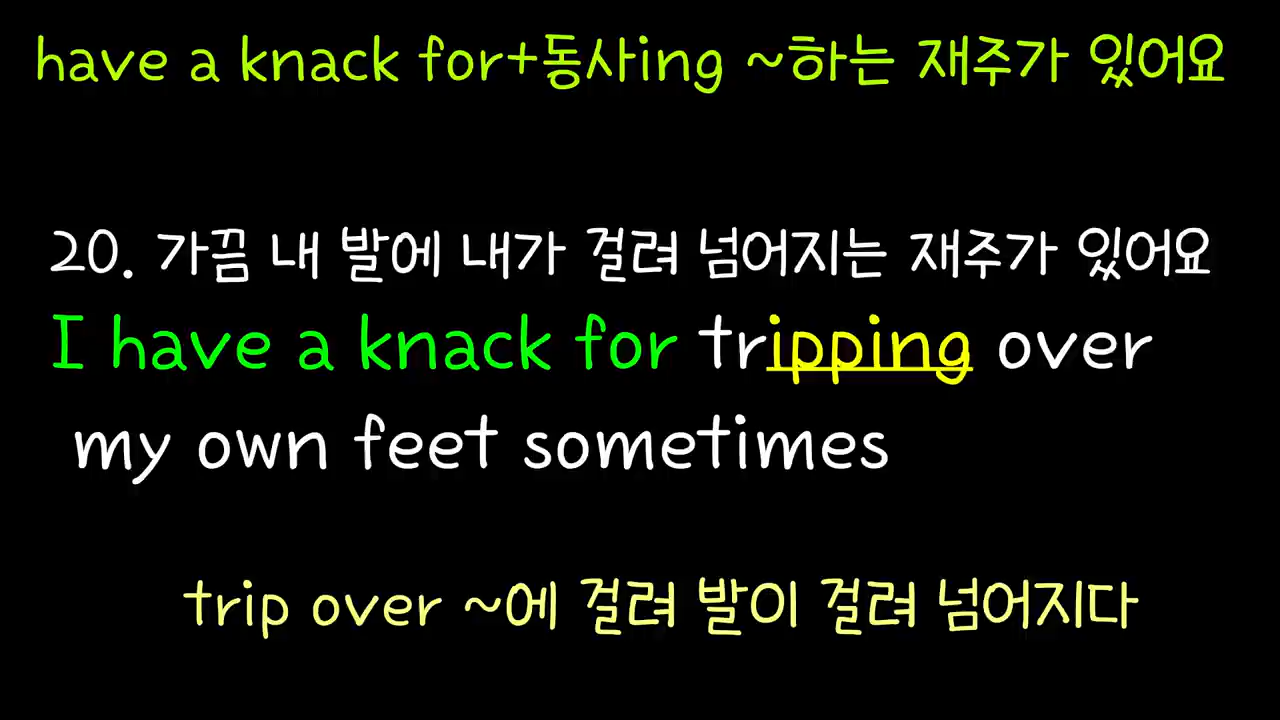 have a knack for+동사ing ~하는 재주가 있어요
20. 가끔 내 발에 내가 걸려 넘어지는 재주가 있어요
I have a knack for tripping over
my own feet sometimes
trip over ~에 걸려 발이 걸려 넘어지다